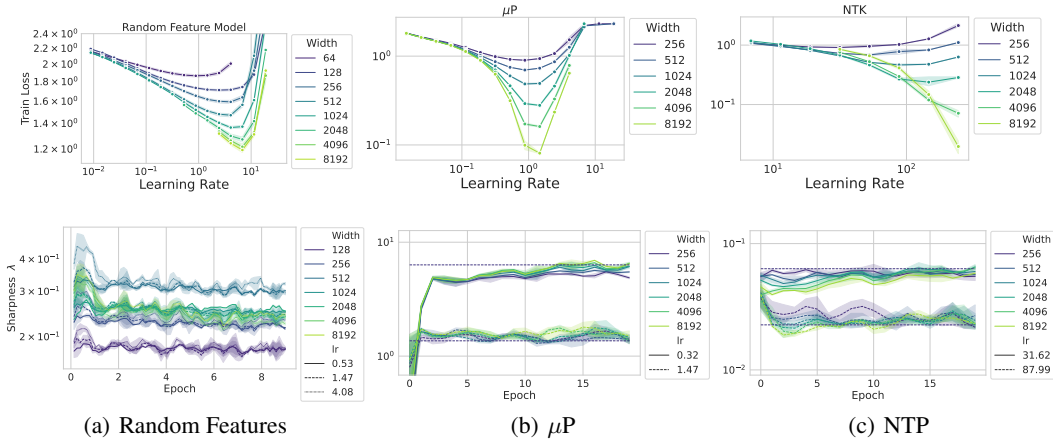 Random Feature Model
2.4 × 10⁰
2.2 × 10⁰
2 × 10⁰
1.8 × 10⁰
1.6 × 10⁰
1.4 × 10⁰
1.2 × 10⁰
Train Loss
10⁻² 10⁻¹ 10⁰ 10¹
Learning Rate
Width
64
128
256
512
1024
2048
4096
8192
μP
10⁰
10⁻¹
10⁻¹ 10⁰ 10¹
Learning Rate
Width
256
512
1024
2048
4096
8192
NTK
10⁰
10⁻¹
10¹ 10²
Learning Rate
Width
256
512
1024
2048
4096
8192
4 × 10⁻¹
3 × 10⁻¹
2 × 10⁻¹
Sharpness λ
0 2 4 6 8
Epoch
Width
128
256
512
1024
2048
4096
8192
lr
0.53
1.47
4.08
10¹
10⁰
0 5 10 15
Epoch
Width
256
512
1024
2048
4096
8192
lr
0.32
1.47
10⁻¹
10⁻²
0 5 10 15
Epoch
Width
256
512
1024
2048
4096
8192
lr
31.62
87.99
(a) Random Features
(b) μP
(c) NTP